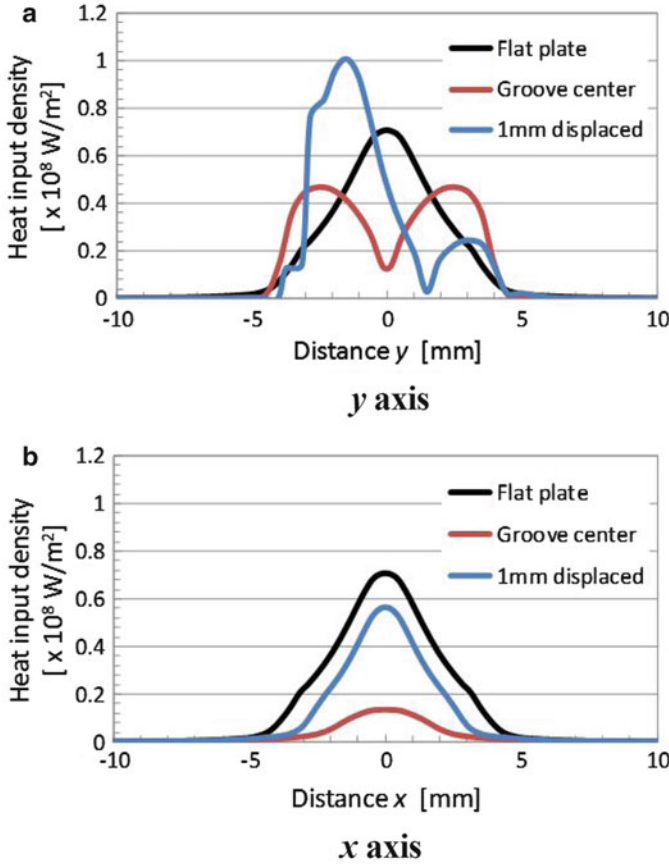 a
Heat input density
[ x 10⁸ W/m²]
1.2
1
0.8
0.6
0.4
0.2
0
Flat plate
Groove center
1mm displaced
-10 -5 0 5 10
Distance y [mm]
y axis
b
Heat input density
[ x 10⁸ W/m²]
1.2
1
0.8
0.6
0.4
0.2
0
Flat plate
Groove center
1mm displaced
-10 -5 0 5 10
Distance x [mm]
x axis